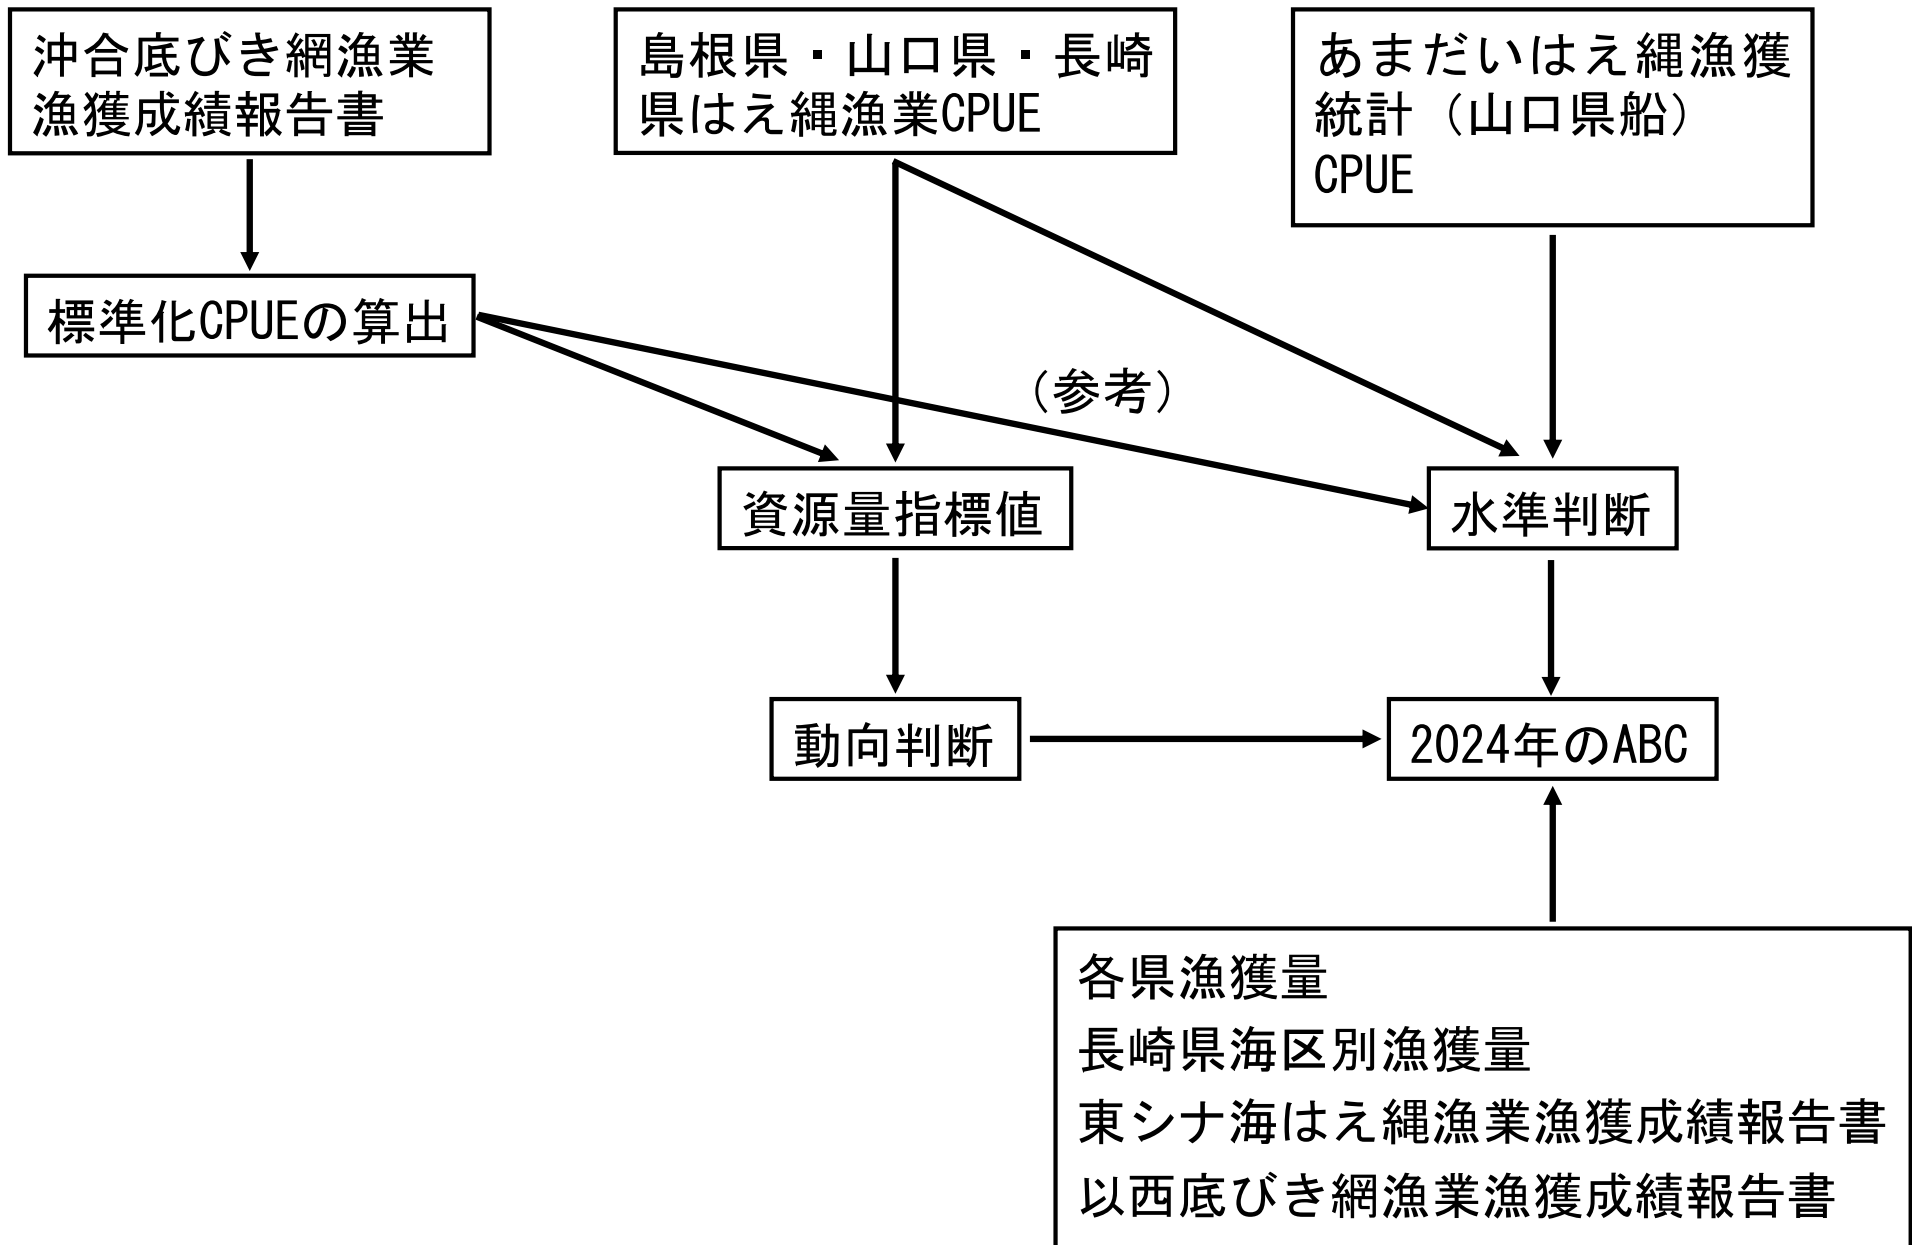 沖合底びき網漁業
漁獲成績報告書
島根県・山口県・長崎
県はえ縄漁業CPUE
あまだいはえ縄漁獲
統計（山口県船）
CPUE
標準化CPUEの算出
（参考）
資源量指標値
水準判断
動向判断
2024年のABC
各県漁獲量
長崎県海区別漁獲量
東シナ海はえ縄漁業漁獲成績報告書
以西底びき網漁業漁獲成績報告書